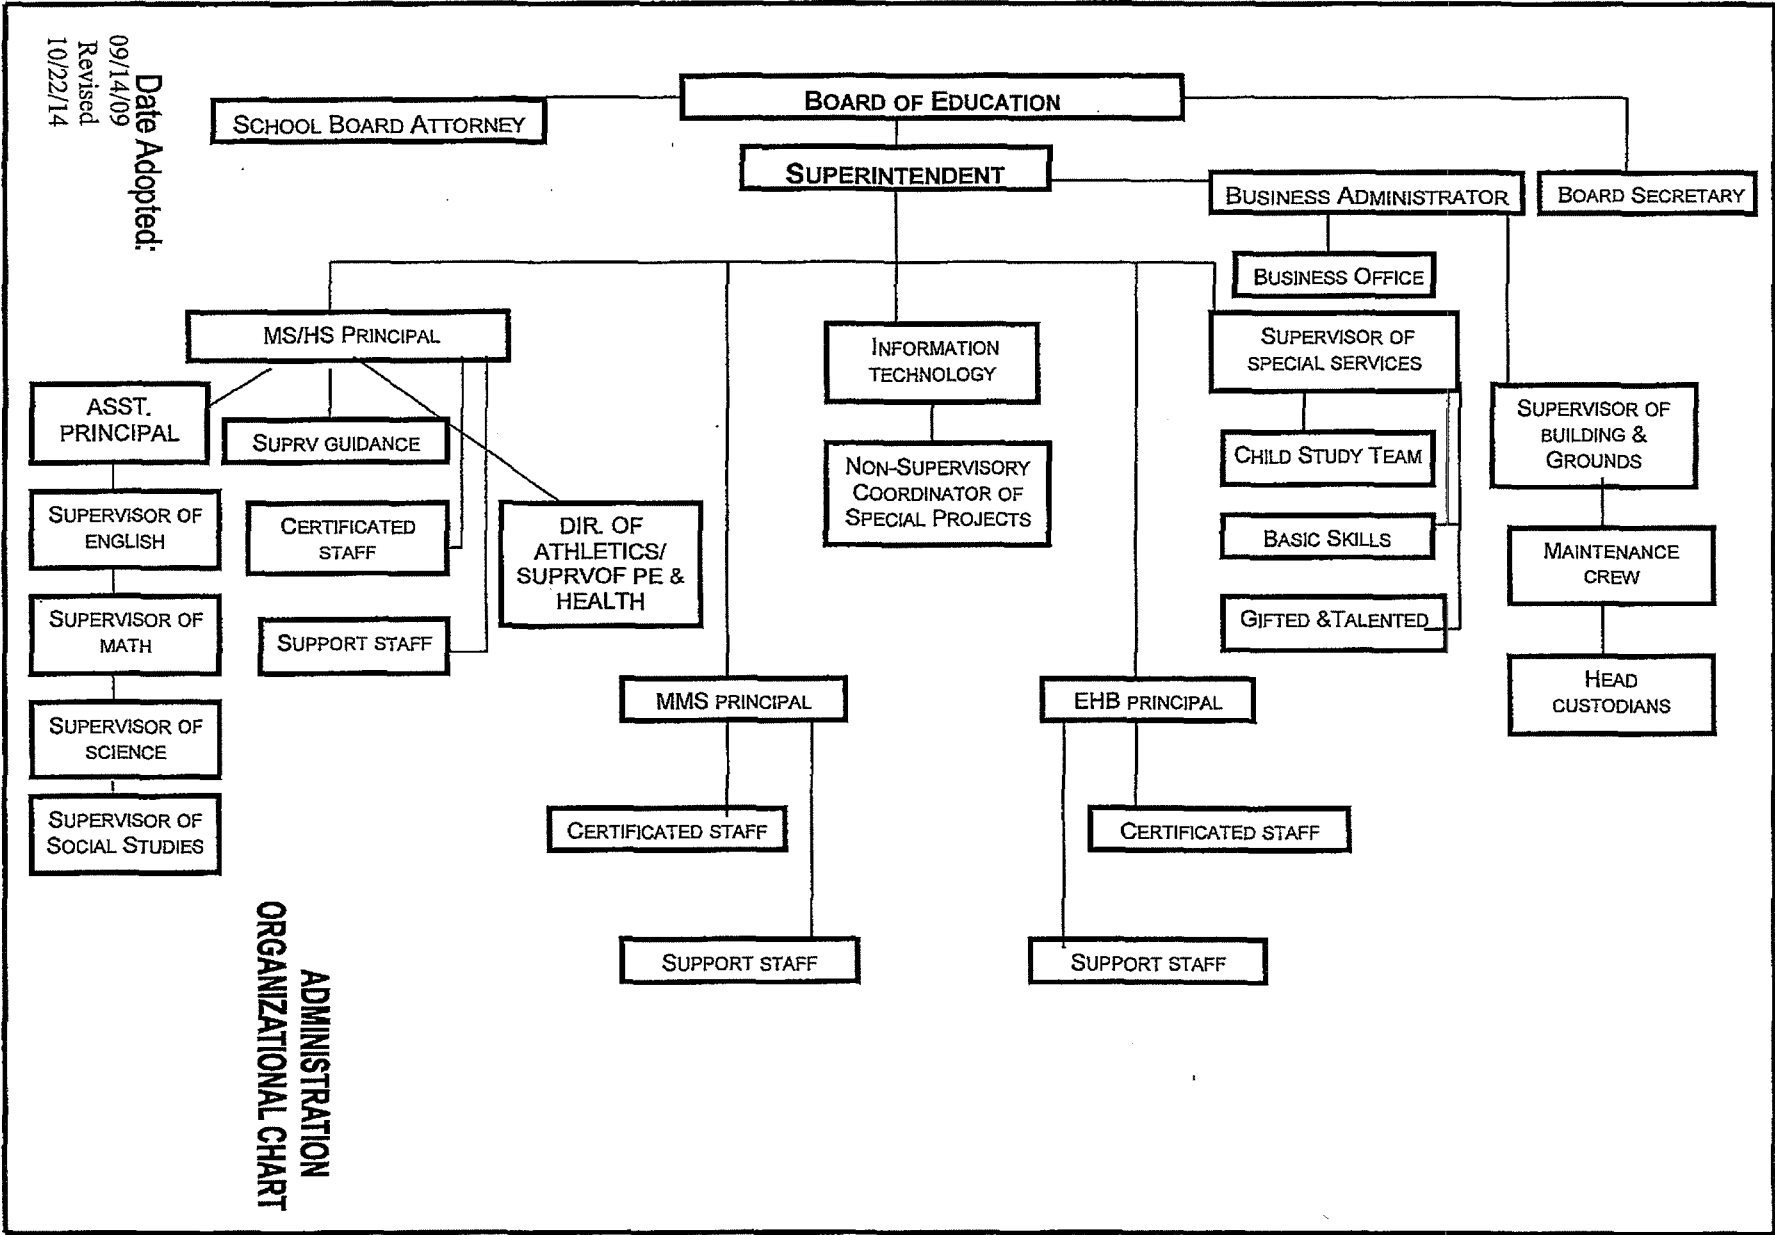 Date Adopted:
09/14/09
Revised
10/22/14
BOARD OF EDUCATION
SCHOOL BOARD ATTORNEY
SUPERINTENDENT
BUSINESS ADMINISTRATOR
BOARD SECRETARY
BUSINESS OFFICE
MS/HS PRINCIPAL
INFORMATION
TECHNOLOGY
SUPERVISOR OF
SPECIAL SERVICES
ASST.
PRINCIPAL
SUPRV GUIDANCE
NON-SUPERVISORY
COORDINATOR OF
SPECIAL PROJECTS
CHILD STUDY TEAM
SUPERVISOR OF
BUILDING &
GROUNDS
SUPERVISOR OF
ENGLISH
CERTIFICATED
STAFF
DIR. OF
ATHLETICS/
SUPRVOF PE &
HEALTH
BASIC SKILLS
MAINTENANCE
CREW
SUPERVISOR OF
MATH
SUPPORT STAFF
GIFTED &TALENTED
HEAD
CUSTODIANS
MMS PRINCIPAL
EHB PRINCIPAL
SUPERVISOR OF
SCIENCE
SUPERVISOR OF
SOCIAL STUDIES
CERTIFICATED STAFF
CERTIFICATED STAFF
SUPPORT STAFF
SUPPORT STAFF
ADMINISTRATION
ORGANIZATIONAL CHART